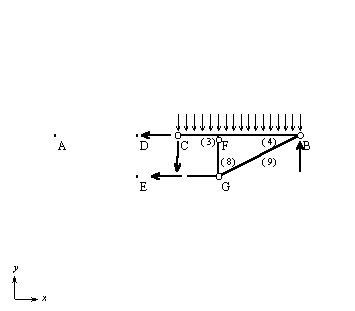 (3) (4)
A D C F B
(8) (9)
E G
y
x